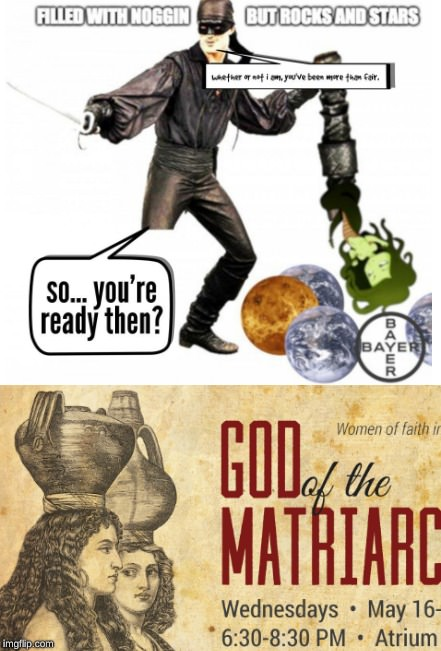 FILLED WITH NOGGIN BUT ROCKS AND STARS
whether or not i am, you've been more than fair.
so... you're
ready then?
BAYER
BAYER
Women of faith in
GOD of the
MATRIARC
Wednesdays • May 16-
6:30-8:30 PM • Atrium
imgflip.com